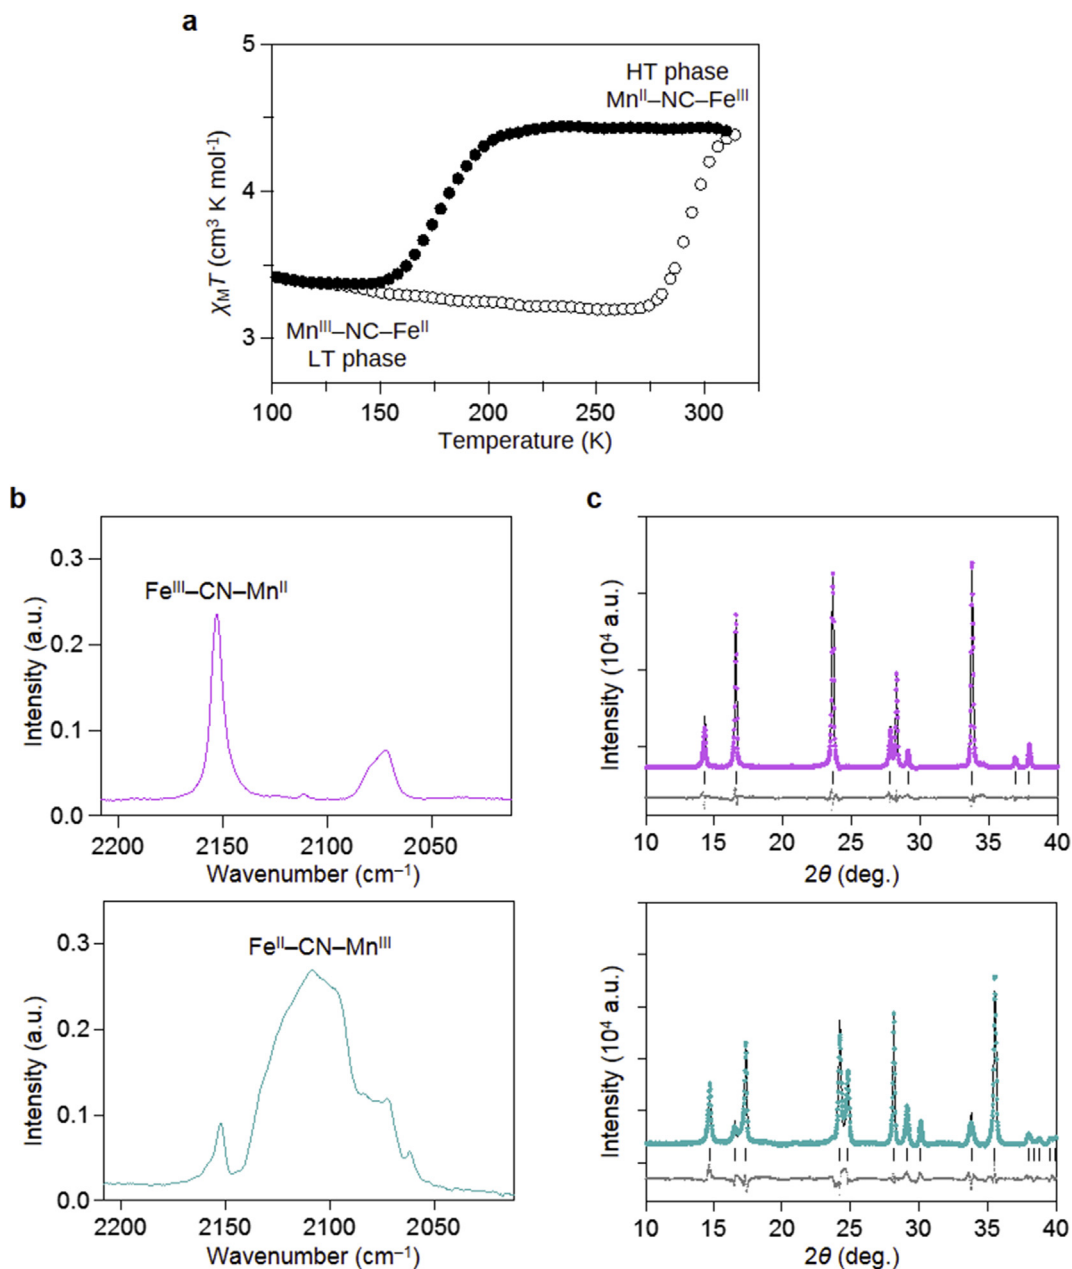 a
5
4
3
χMT (cm³ K mol⁻¹)
HT phase
Mnᴵᴵ–NC–Feᴵᴵᴵ
Mnᴵᴵᴵ–NC–Feᴵᴵ
LT phase
100 150 200 250 300
Temperature (K)
b
0.3
0.2
0.1
0.0
Intensity (a.u.)
Feᴵᴵᴵ–CN–Mnᴵᴵ
2200 2150 2100 2050
Wavenumber (cm⁻¹)
0.3
0.2
0.1
0.0
Intensity (a.u.)
Feᴵᴵ–CN–Mnᴵᴵᴵ
2200 2150 2100 2050
Wavenumber (cm⁻¹)
c
Intensity (10⁴ a.u.)
10 15 20 25 30 35 40
2θ (deg.)
Intensity (10⁴ a.u.)
10 15 20 25 30 35 40
2θ (deg.)